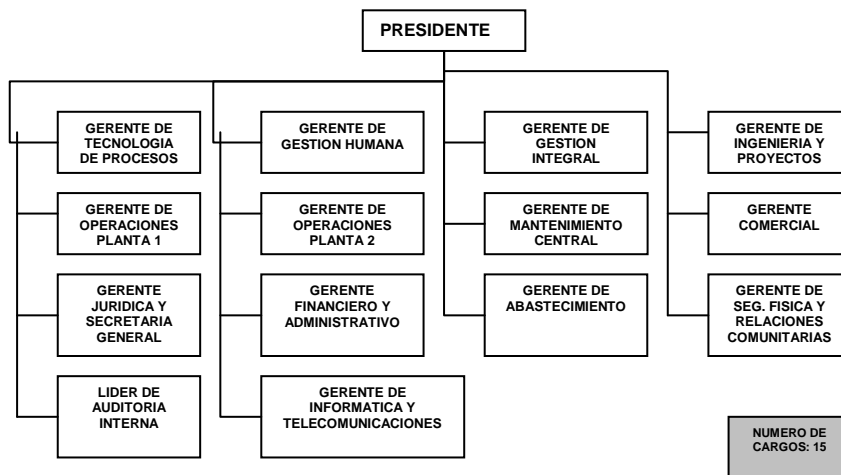 PRESIDENTE
GERENTE DE
TECNOLOGIA
DE PROCESOS
GERENTE DE
GESTION HUMANA
GERENTE DE
GESTION
INTEGRAL
GERENTE DE
INGENIERIA Y
PROYECTOS
GERENTE DE
OPERACIONES
PLANTA 1
GERENTE DE
OPERACIONES
PLANTA 2
GERENTE DE
MANTENIMIENTO
CENTRAL
GERENTE
COMERCIAL
GERENTE
JURIDICA Y
SECRETARIA
GENERAL
GERENTE
FINANCIERO Y
ADMINISTRATIVO
GERENTE DE
ABASTECIMIENTO
GERENTE DE
SEG. FISICA Y
RELACIONES
COMUNITARIAS
LIDER DE
AUDITORIA
INTERNA
GERENTE DE
INFORMATICA Y
TELECOMUNICACIONES
NUMERO DE
CARGOS: 15